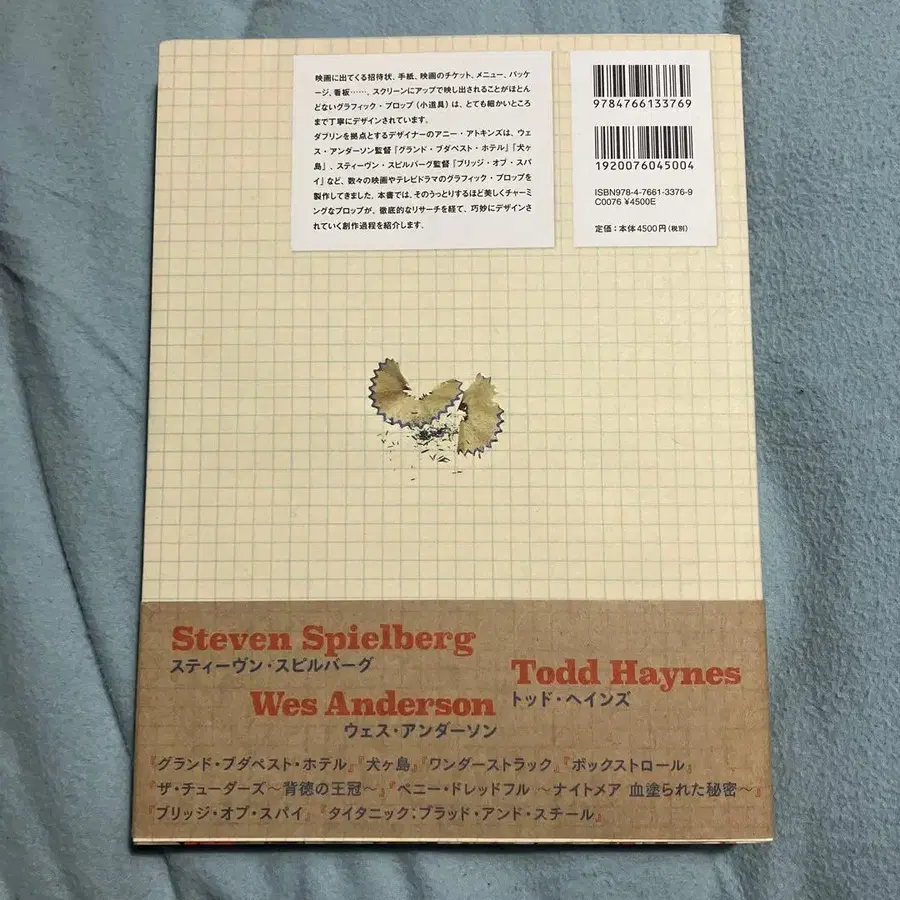 映画に出てくる招待状、手紙、映画のチケット、メニュー、パッ
ケージ、看板……、スクリーンにアップで映し出されることがほとん
どないグラフィック・プロップ（小道具）は、とても細かいところ
まで丁寧にデザインされています。
ダブリンを拠点とするデザイナーのアニー・アトキンズは、ウェ
ス・アンダーソン監督『グランド・ブダペスト・ホテル』『犬ヶ
島』、スティーヴン・スピルバーグ監督『ブリッジ・オブ・スパ
イ』など、数々の映画やテレビドラマのグラフィック・プロップを
製作してきました。本書では、そのうっとりするほど美しくチャーミ
ングなプロップが、徹底的なリサーチを経て、巧妙にデザインされ
ていく創作過程を紹介します。
9784766133769
1920076045004
ISBN978-4-7661-3376-9
C0076 ¥4500E
定価：本体4500円（税別）
Steven Spielberg
スティーヴン・スピルバーグ
Todd Haynes
トッド・ヘインズ
Wes Anderson
ウェス・アンダーソン
『グランド・ブダペスト・ホテル』『犬ヶ島』『ワンダーストラック』『ボックストロール』
『ザ・チューダーズ〜背徳の王冠〜』『ペニー・ドレッドフル 〜ナイトメア 血塗られた秘密〜』
『ブリッジ・オブ・スパイ』『タイタニック：ブラッド・アンド・スチール』